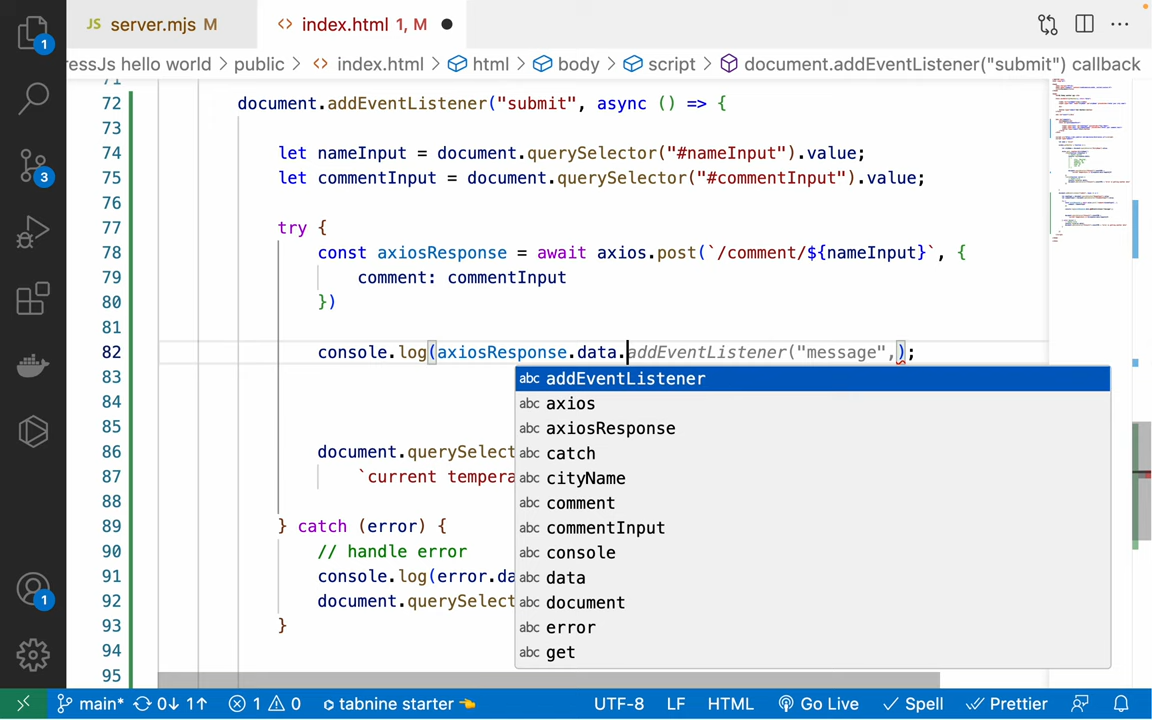 JS server.mjs M
<> index.html 1, M
ressJs hello world > public > <> index.html > html > body > script > document.addEventListener("submit") callback
1
3
1
71
72 document.addEventListener("submit", async () => {
73
74 let nameInput = document.querySelector("#nameInput").value;
75 let commentInput = document.querySelector("#commentInput").value;
76
77 try {
78 const axiosResponse = await axios.post(`/comment/${nameInput}`, {
79 comment: commentInput
80 })
81
82 console.log(axiosResponse.data.addEventListener("message",);
83
84
85
86 document.querySelect
87 `current tempera
88
89 } catch (error) {
90 // handle error
91 console.log(error.da
92 document.querySelect
93 }
94
95
abc addEventListener
abc axios
abc axiosResponse
abc catch
abc cityName
abc comment
abc commentInput
abc console
abc data
abc document
abc error
abc get
main* 0↓ 1↑ 1 0 tabnine starter 👈 UTF-8 LF HTML Go Live Spell Prettier